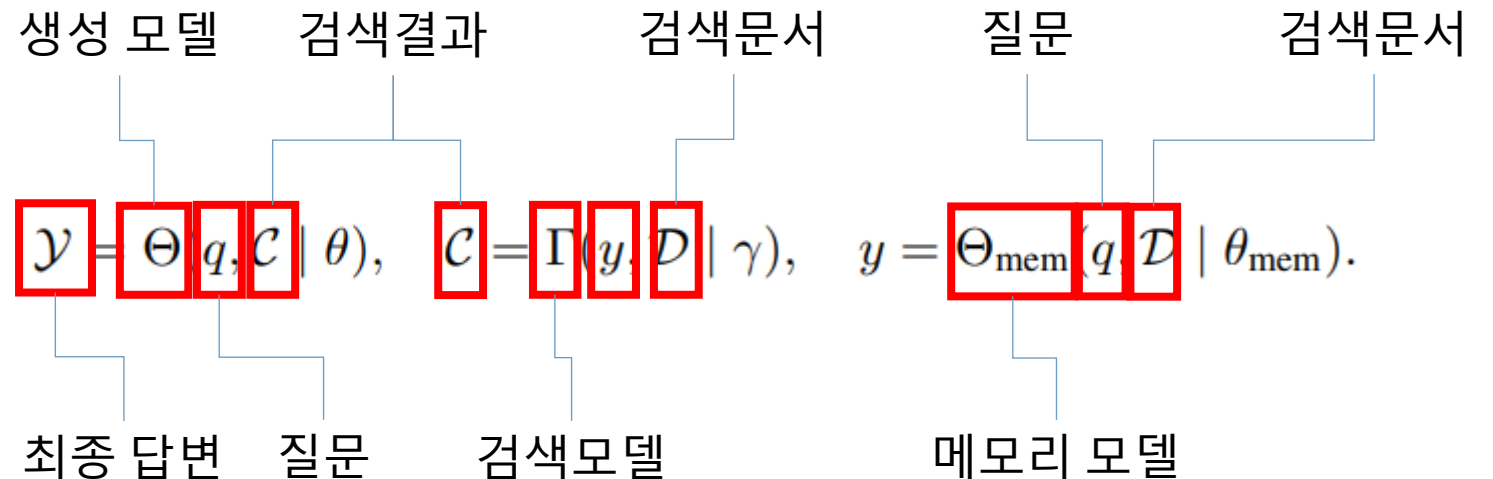 생성 모델 검색결과 검색문서 질문 검색문서
𝒴 = Θ(q, 𝒞 | θ), 𝒞 = Γ(y, 𝒟 | γ), y = Θ_mem(q, 𝒟 | θ_mem).
최종 답변 질문 검색모델 메모리 모델